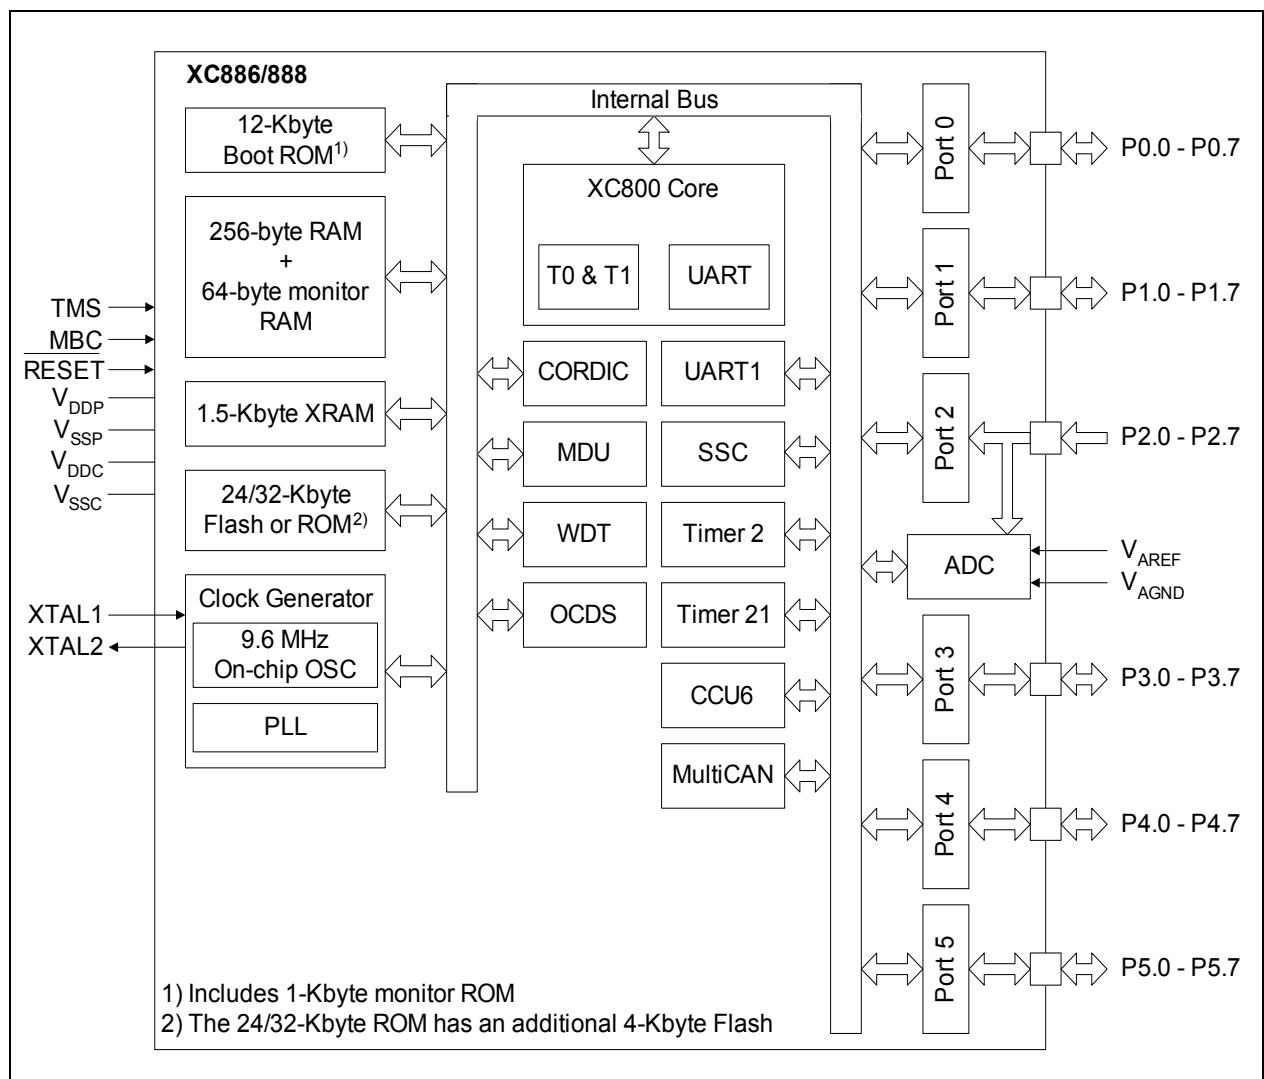 XC886/888
Internal Bus
12-Kbyte
Boot ROM1)
256-byte RAM
+
64-byte monitor
RAM
1.5-Kbyte XRAM
24/32-Kbyte
Flash or ROM2)
Clock Generator
9.6 MHz
On-chip OSC
PLL
TMS
MBC
RESET
VDDP
VSSP
VDDC
VSSC
XTAL1
XTAL2
XC800 Core
T0 & T1
UART
CORDIC
UART1
MDU
SSC
WDT
Timer 2
OCDS
Timer 21
CCU6
MultiCAN
Port 0
P0.0 - P0.7
Port 1
P1.0 - P1.7
Port 2
P2.0 - P2.7
ADC
VAREF
VAGND
Port 3
P3.0 - P3.7
Port 4
P4.0 - P4.7
Port 5
P5.0 - P5.7
1) Includes 1-Kbyte monitor ROM
2) The 24/32-Kbyte ROM has an additional 4-Kbyte Flash